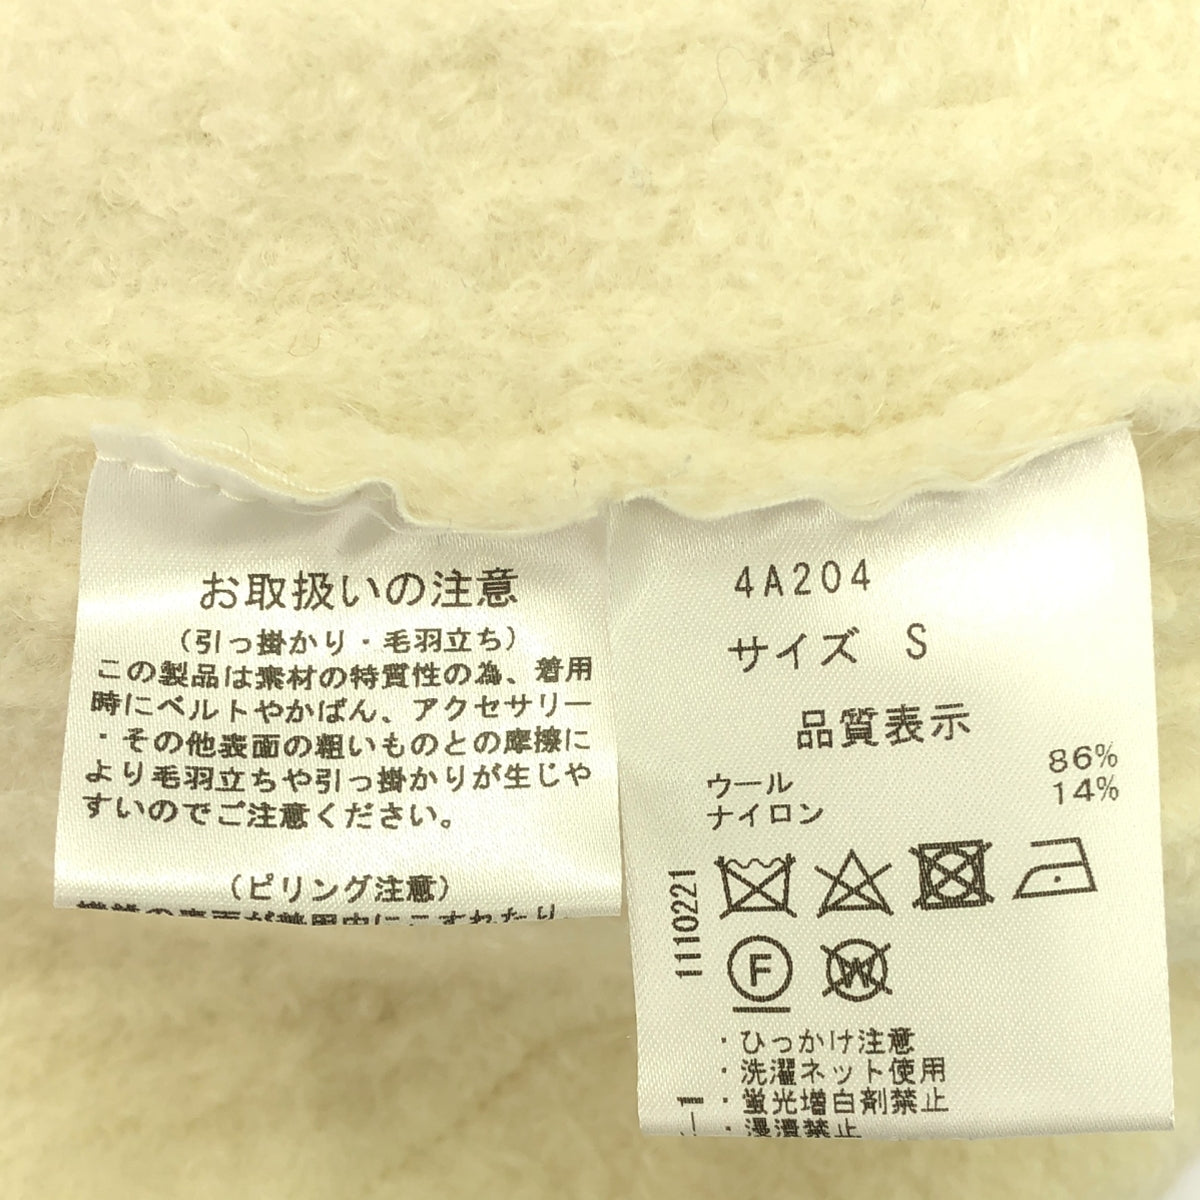 お取扱いの注意
(引っ掛かり・毛羽立ち)
この製品は素材の特質性の為、着用
時にベルトやかばん、アクセサリー
・その他表面の粗いものとの摩擦に
より毛羽立ちや引っ掛かりが生じや
すいのでご注意ください。
(ピリング注意)
4A204
サイズ S
品質表示
ウール 86%
ナイロン 14%
1110221
F
W
・ひっかけ注意
・洗濯ネット使用
・蛍光増白剤禁止
・浸漬禁止